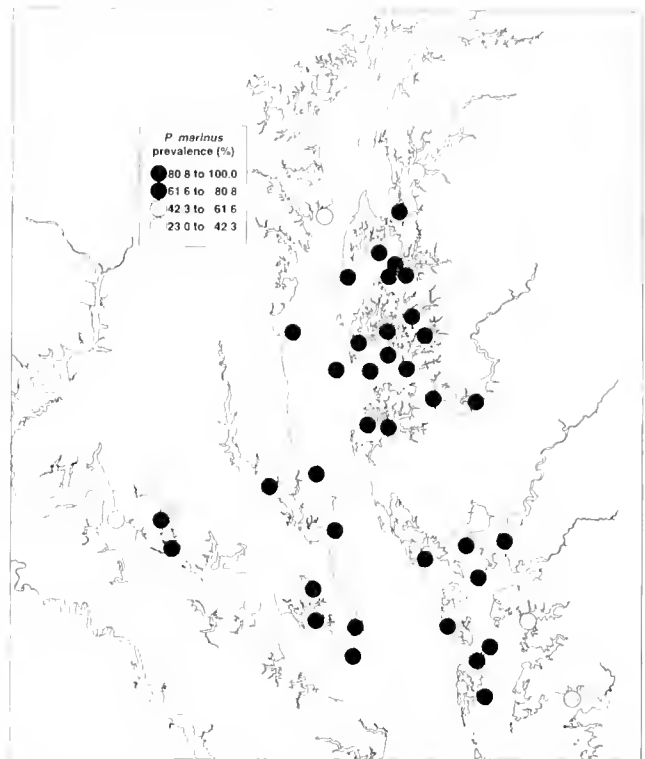 P marinus
prevalence (%)
80 8 to 100.0
61 6 to 80 8
42 3 to 61 6
23 0 to 42 3